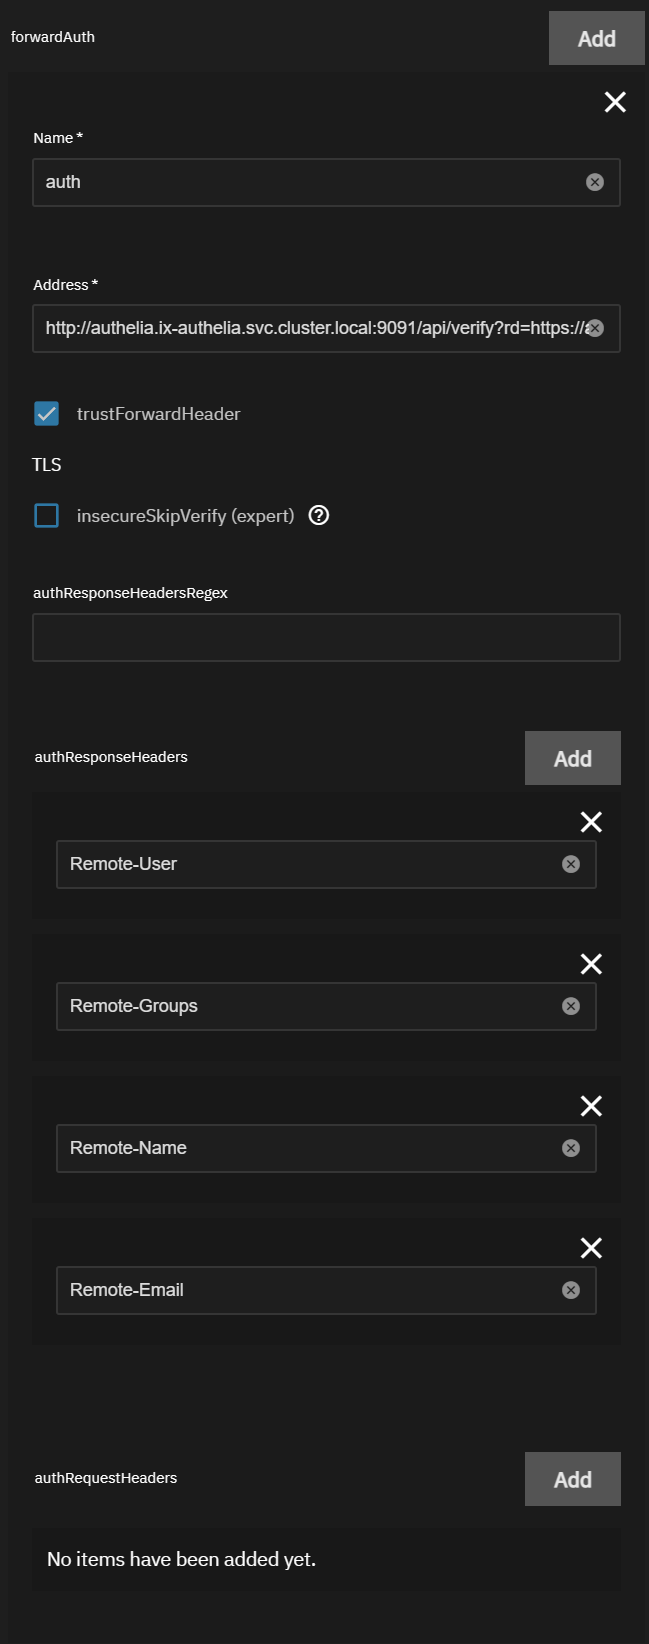 forwardAuth
Add
Name *
auth
Address *
http://authelia.ix-authelia.svc.cluster.local:9091/api/verify?rd=https://
trustForwardHeader
TLS
insecureSkipVerify (expert)
authResponseHeadersRegex
authResponseHeaders
Add
Remote-User
Remote-Groups
Remote-Name
Remote-Email
authRequestHeaders
Add
No items have been added yet.